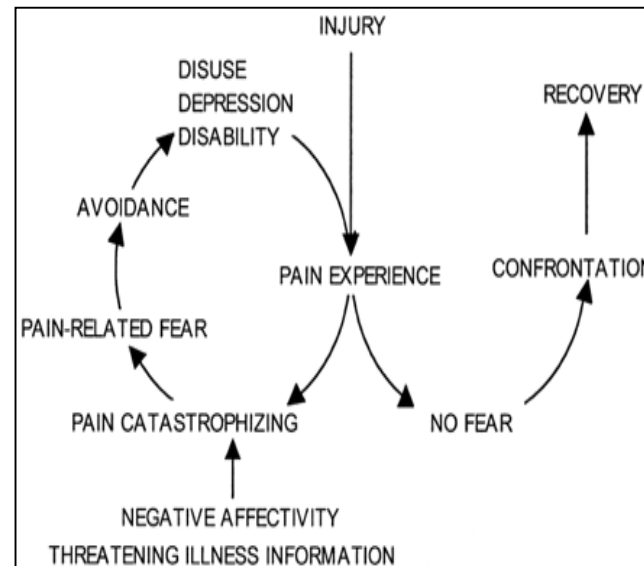 INJURY
DISUSE
DEPRESSION
DISABILITY
RECOVERY
AVOIDANCE
PAIN EXPERIENCE
CONFRONTATION
PAIN-RELATED FEAR
PAIN CATASTROPHIZING
NO FEAR
NEGATIVE AFFECTIVITY
THREATENING ILLNESS INFORMATION